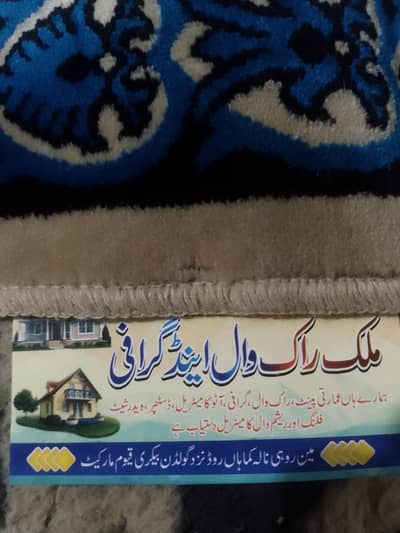 ملک راک وال اینڈ گرافی
ہمارے ہاں عمارتی پینٹ، راک وال، گرافی، آٹو کا میٹریل، ڈسٹمپر، ویدر شیٹ
فلنگ اور ریشم وال کا میٹریل دستیاب ہے
مین روہی نالہ کماہاں روڈ نزد گولڈن بیکری قیوم مارکیٹ